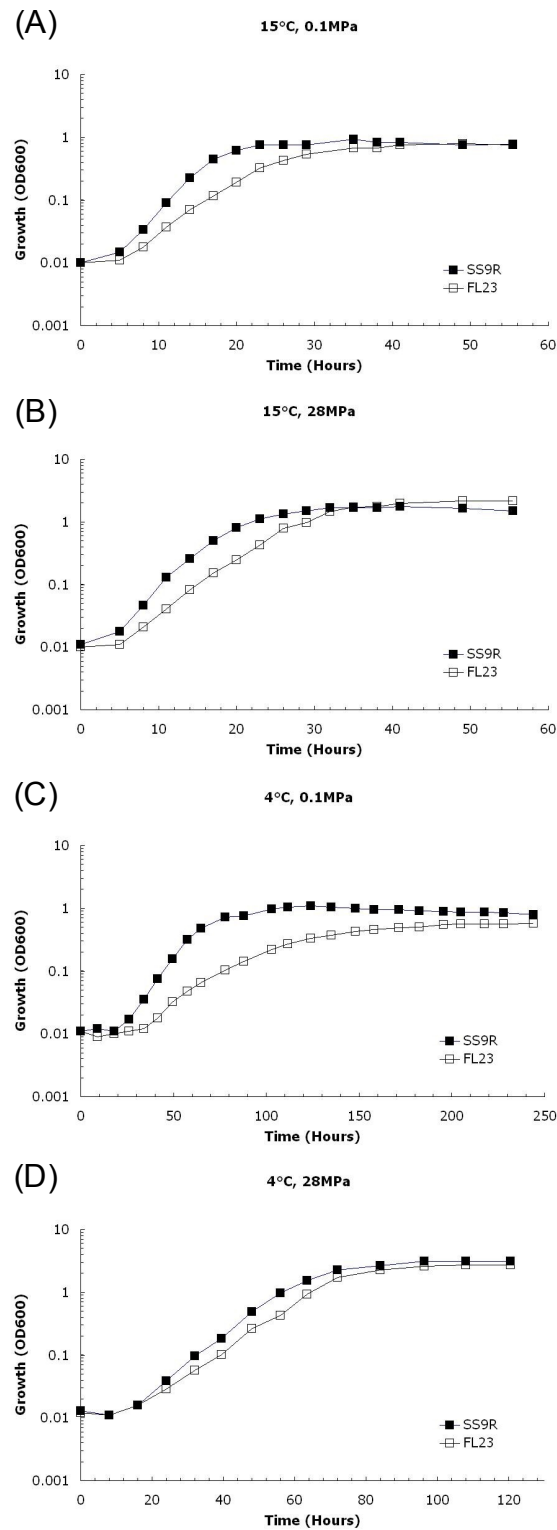 (A)
15°C, 0.1MPa
Growth (OD600)
10
1
0.1
0.01
0.001
SS9R
FL23
0 10 20 30 40 50 60
Time (Hours)
(B)
15°C, 28MPa
Growth (OD600)
10
1
0.1
0.01
0.001
SS9R
FL23
0 10 20 30 40 50 60
Time (Hours)
(C)
4°C, 0.1MPa
Growth (OD600)
10
1
0.1
0.01
0.001
SS9R
FL23
0 50 100 150 200 250
Time (Hours)
(D)
4°C, 28MPa
Growth (OD600)
10
1
0.1
0.01
0.001
SS9R
FL23
0 20 40 60 80 100 120
Time (Hours)